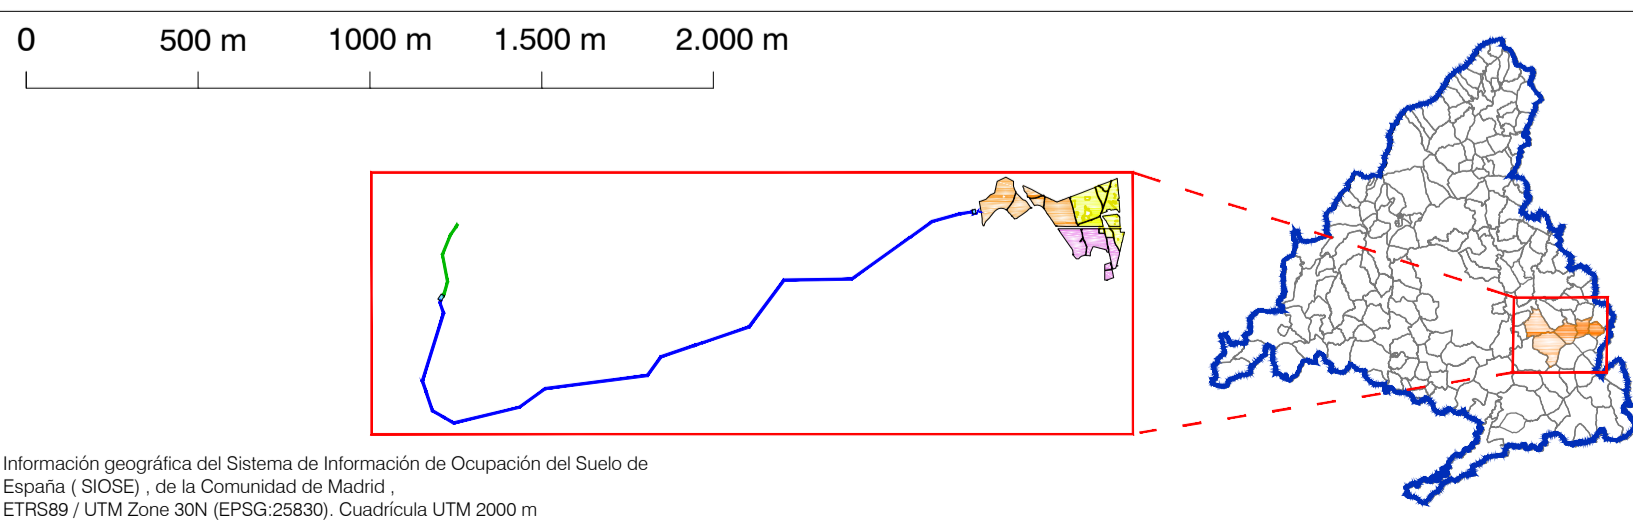 0 500 m 1000 m 1.500 m 2.000 m
Información geográfica del Sistema de Información de Ocupación del Suelo de
España ( SIOSE) , de la Comunidad de Madrid ,
ETRS89 / UTM Zone 30N (EPSG:25830). Cuadrícula UTM 2000 m